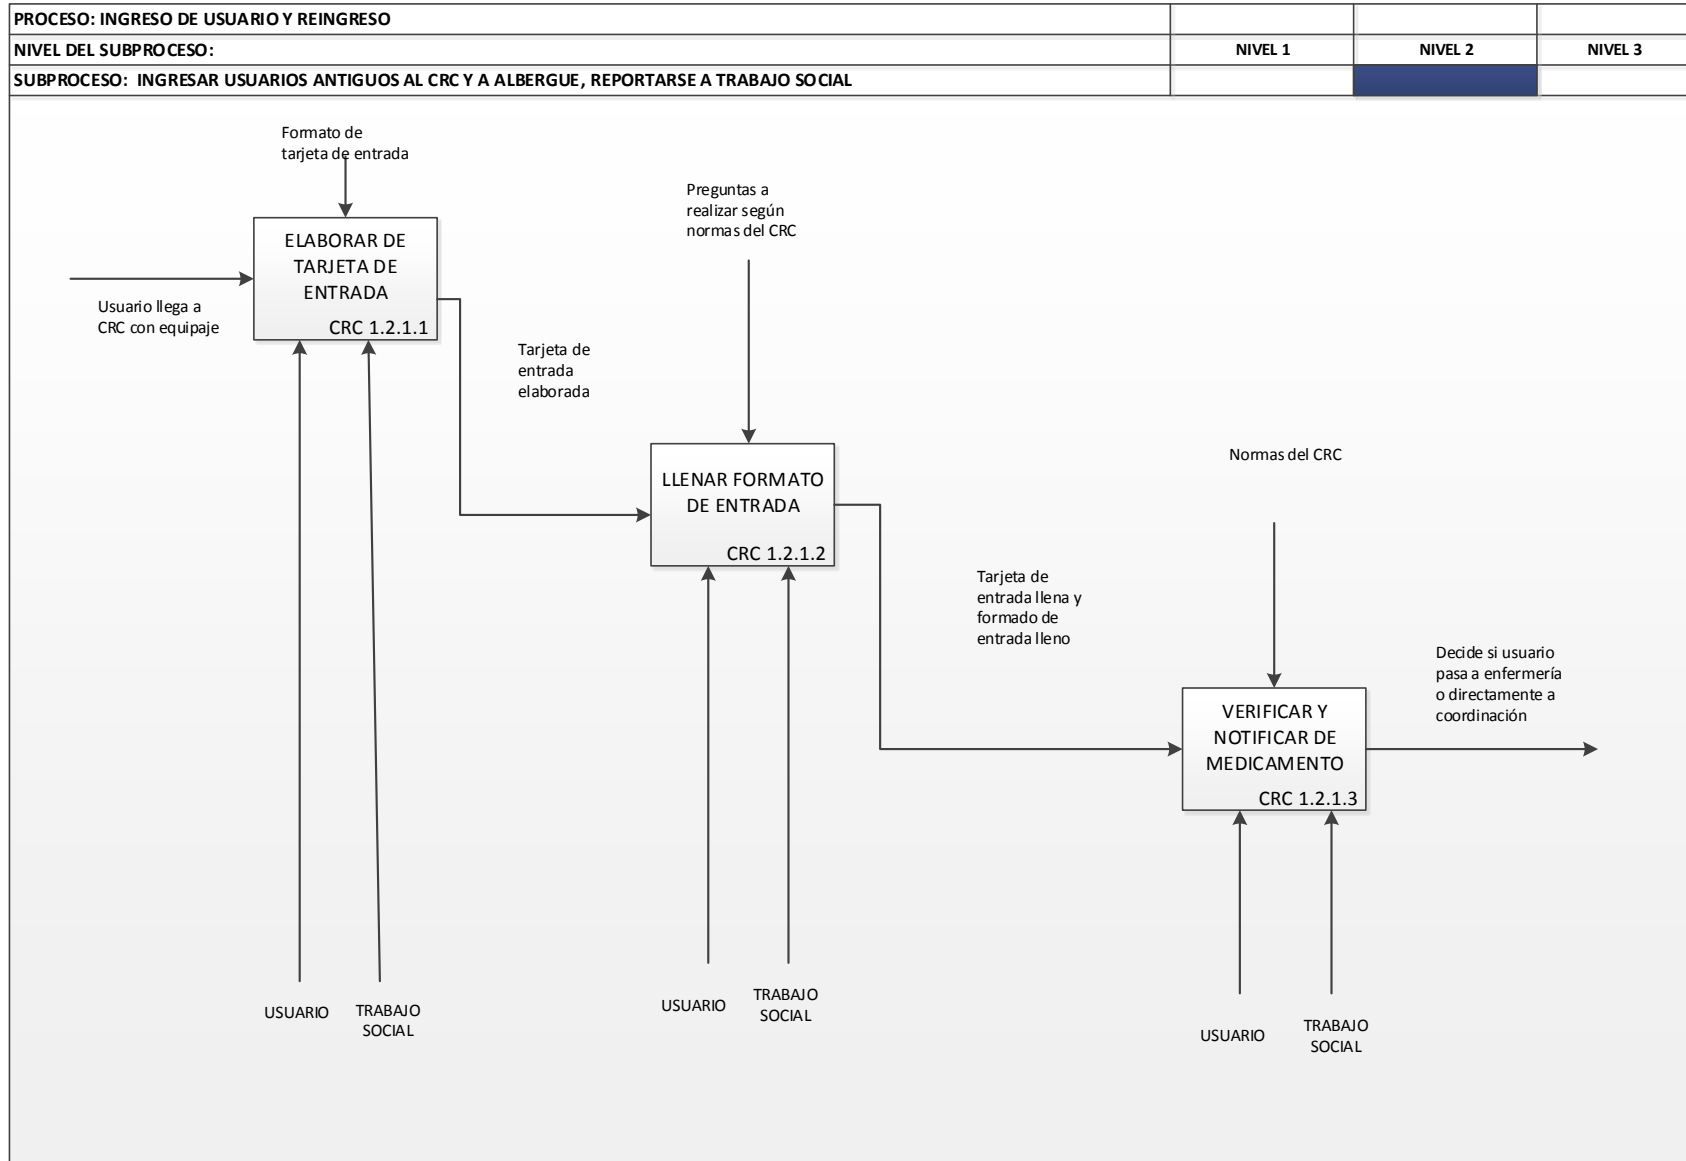 PROCESO: INGRESO DE USUARIO Y REINGRESO
NIVEL DEL SUBPROCESO:
NIVEL 1
NIVEL 2
NIVEL 3
SUBPROCESO: INGRESAR USUARIOS ANTIGUOS AL CRC Y A ALBERGUE, REPORTARSE A TRABAJO SOCIAL
Formato de
tarjeta de entrada
ELABORAR DE
TARJETA DE
ENTRADA
CRC 1.2.1.1
Usuario llega a
CRC con equipaje
Tarjeta de
entrada
elaborada
Preguntas a
realizar según
normas del CRC
LLENAR FORMATO
DE ENTRADA
CRC 1.2.1.2
Tarjeta de
entrada llena y
formado de
entrada lleno
Normas del CRC
VERIFICAR Y
NOTIFICAR DE
MEDICAMENTO
CRC 1.2.1.3
Decide si usuario
pasa a enfermería
o directamente a
coordinación
USUARIO
TRABAJO
SOCIAL
USUARIO
TRABAJO
SOCIAL
USUARIO
TRABAJO
SOCIAL